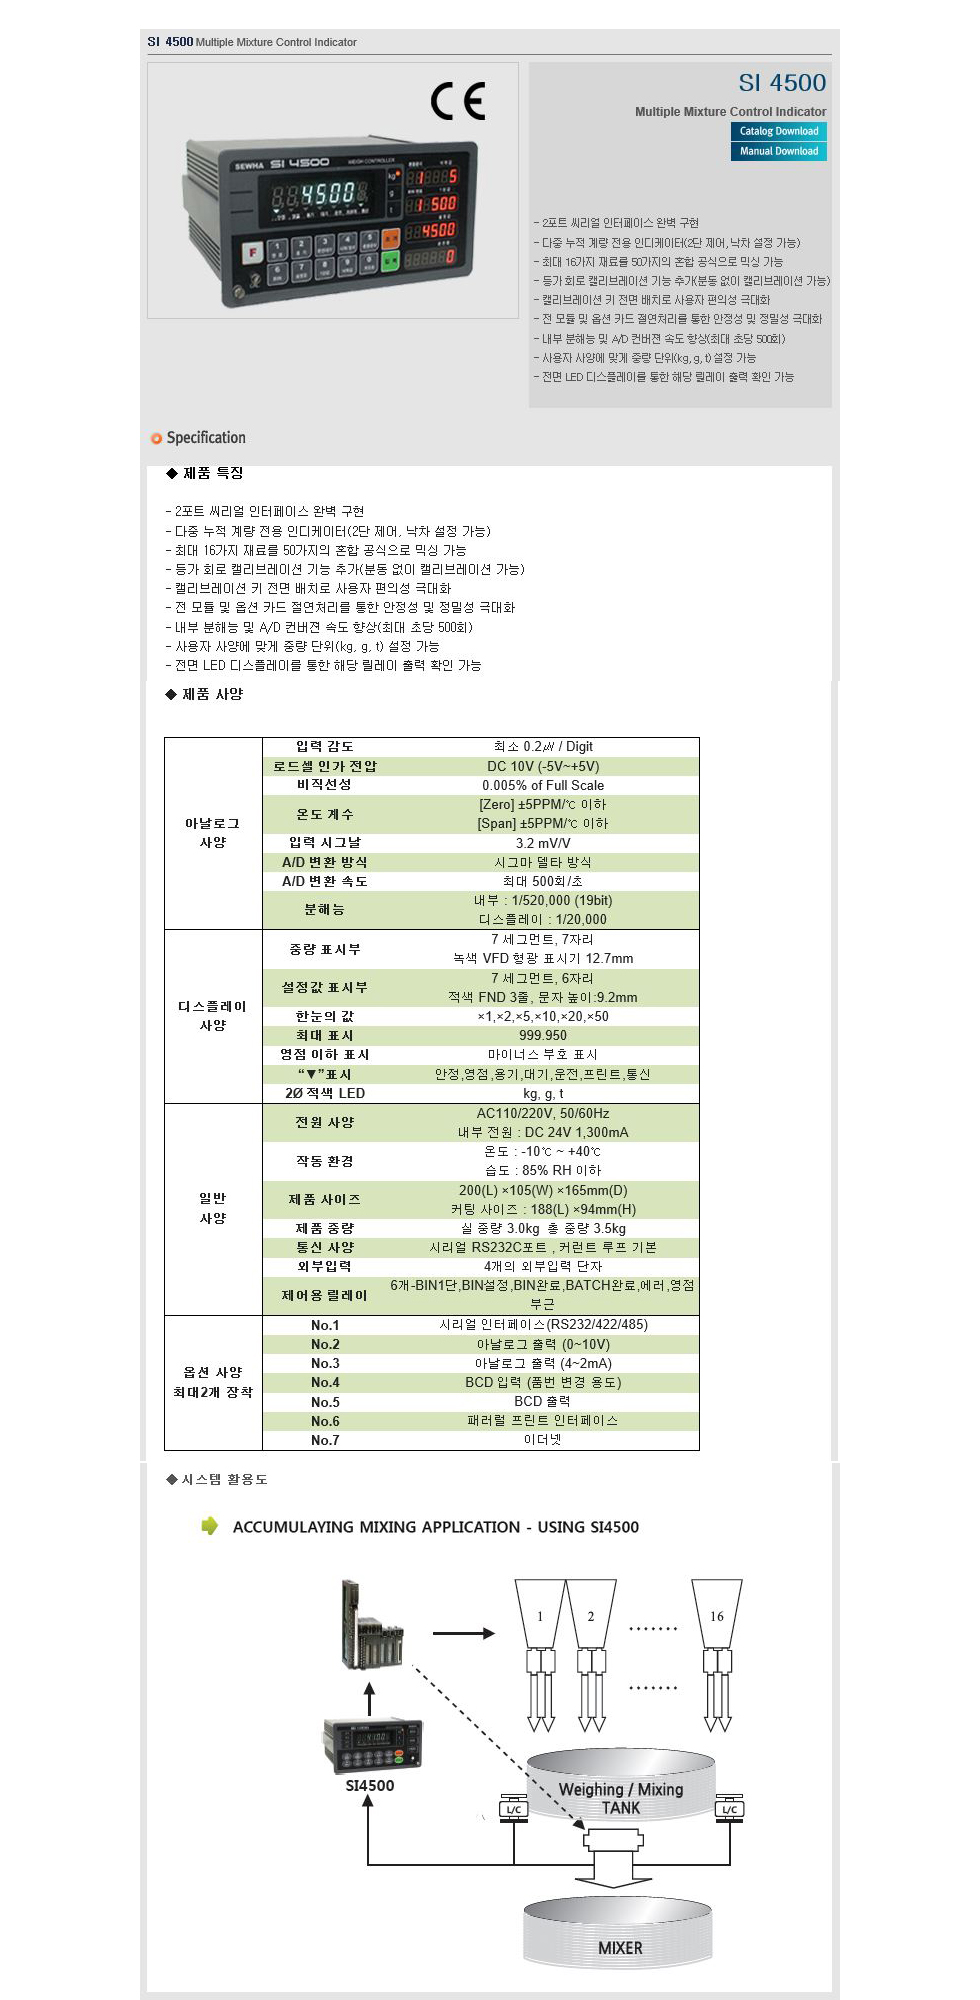 SI 4500 Multiple Mixture Control Indicator
CE
SEWHA SI 4500 WEIGH CONTROLLER
4500
SI 4500
Multiple Mixture Control Indicator
Catalog Download
Manual Download
- 2포트 씨리얼 인터페이스 완벽 구현
- 다중 누적 계량 전용 인디케이터(2단 제어, 낙차 설정 가능)
- 최대 16가지 재료를 50가지의 혼합 공식으로 믹싱 가능
- 등가 회로 캘리브레이션 기능 추가(분동 없이 캘리브레이션 가능)
- 캘리브레이션 키 전면 배치로 사용자 편의성 극대화
- 전 모듈 및 옵션 카드 절연처리를 통한 안정성 및 정밀성 극대화
- 내부 분해능 및 A/D 컨버젼 속도 향상(최대 초당 500회)
- 사용자 사양에 맞게 중량 단위(kg, g, t) 설정 가능
- 전면 LED 디스플레이를 통한 해당 릴레이 출력 확인 가능
Specification
◆ 제품 특징
- 2포트 씨리얼 인터페이스 완벽 구현
- 다중 누적 계량 전용 인디케이터(2단 제어, 낙차 설정 가능)
- 최대 16가지 재료를 50가지의 혼합 공식으로 믹싱 가능
- 등가 회로 캘리브레이션 기능 추가(분동 없이 캘리브레이션 가능)
- 캘리브레이션 키 전면 배치로 사용자 편의성 극대화
- 전 모듈 및 옵션 카드 절연처리를 통한 안정성 및 정밀성 극대화
- 내부 분해능 및 A/D 컨버젼 속도 향상(최대 초당 500회)
- 사용자 사양에 맞게 중량 단위(kg, g, t) 설정 가능
- 전면 LED 디스플레이를 통한 해당 릴레이 출력 확인 가능
◆ 제품 사양
아날로그 사양
입력 감도 최소 0.2㎶ / Digit
로드셀 인가 전압 DC 10V (-5V~+5V)
비직선성 0.005% of Full Scale
온도 계수 [Zero] ±5PPM/℃ 이하
[Span] ±5PPM/℃ 이하
입력 시그날 3.2 mV/V
A/D 변환 방식 시그마 델타 방식
A/D 변환 속도 최대 500회/초
분해능 내부 : 1/520,000 (19bit)
디스플레이 : 1/20,000
디스플레이 사양
중량 표시부 7 세그먼트, 7자리
녹색 VFD 형광 표시기 12.7mm
설정값 표시부 7 세그먼트, 6자리
적색 FND 3줄, 문자 높이:9.2mm
한눈의 값 ×1,×2,×5,×10,×20,×50
최대 표시 999.950
영점 이하 표시 마이너스 부호 표시
“▼”표시 안정,영점,용기,대기,운전,프린트,통신
2Ø 적색 LED kg, g, t
일반 사양
전원 사양 AC110/220V, 50/60Hz
내부 전원 : DC 24V 1,300mA
작동 환경 온도 : -10℃ ~ +40℃
습도 : 85% RH 이하
제품 사이즈 200(L) ×105(W) ×165mm(D)
커팅 사이즈 : 188(L) ×94mm(H)
제품 중량 실 중량 3.0kg 총 중량 3.5kg
통신 사양 시리얼 RS232C포트 , 커런트 루프 기본
외부입력 4개의 외부입력 단자
제어용 릴레이 6개-BIN1단,BIN설정,BIN완료,BATCH완료,에러,영점
부근
옵션 사양
최대2개 장착
No.1 시리얼 인터페이스(RS232/422/485)
No.2 아날로그 출력 (0~10V)
No.3 아날로그 출력 (4~2mA)
No.4 BCD 입력 (품번 변경 용도)
No.5 BCD 출력
No.6 패러럴 프린트 인터페이스
No.7 이더넷
◆ 시스템 활용도
ACCUMULAYING MIXING APPLICATION - USING SI4500
1 2 ······· 16
SI4500
Weighing / Mixing
TANK
L/C L/C
MIXER